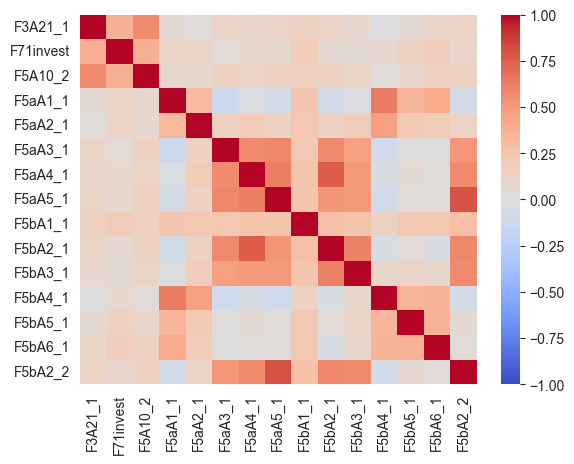 F3A21_1
F71invest
F5A10_2
F5aA1_1
F5aA2_1
F5aA3_1
F5aA4_1
F5aA5_1
F5bA1_1
F5bA2_1
F5bA3_1
F5bA4_1
F5bA5_1
F5bA6_1
F5bA2_2
F3A21_1
F71invest
F5A10_2
F5aA1_1
F5aA2_1
F5aA3_1
F5aA4_1
F5aA5_1
F5bA1_1
F5bA2_1
F5bA3_1
F5bA4_1
F5bA5_1
F5bA6_1
F5bA2_2
1.00
0.75
0.50
0.25
0.00
−0.25
−0.50
−0.75
−1.00